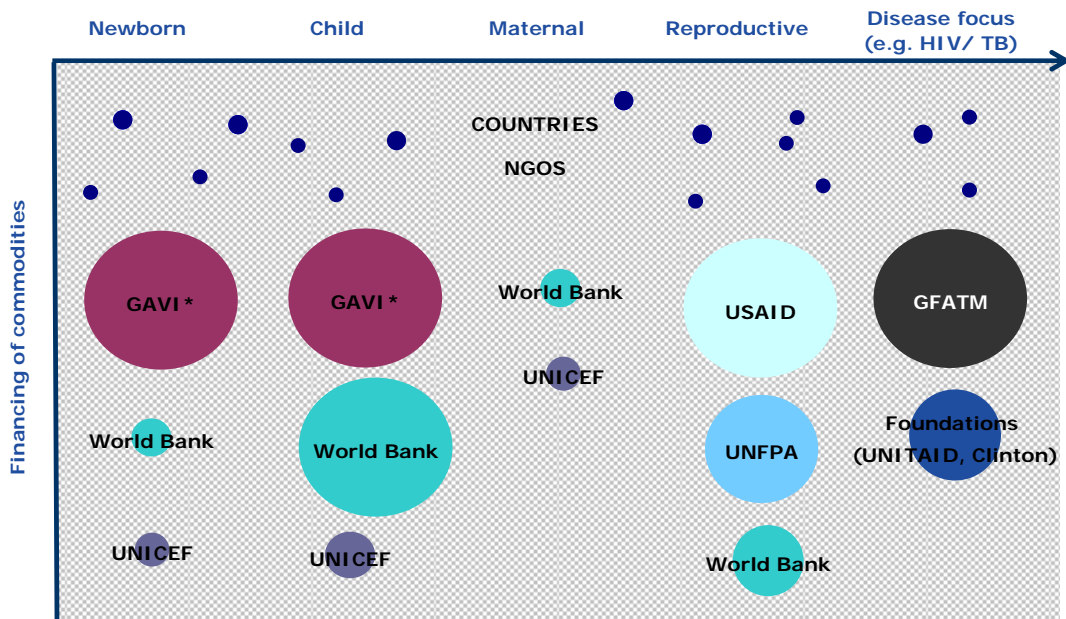 Newborn
Child
Maternal
Reproductive
Disease focus
(e.g. HIV/ TB)
Financing of commodities
COUNTRIES
NGOS
GAVI*
GAVI*
World Bank
USAID
GFATM
UNICEF
World Bank
World Bank
UNFPA
Foundations
(UNITAID, Clinton)
UNICEF
UNICEF
World Bank